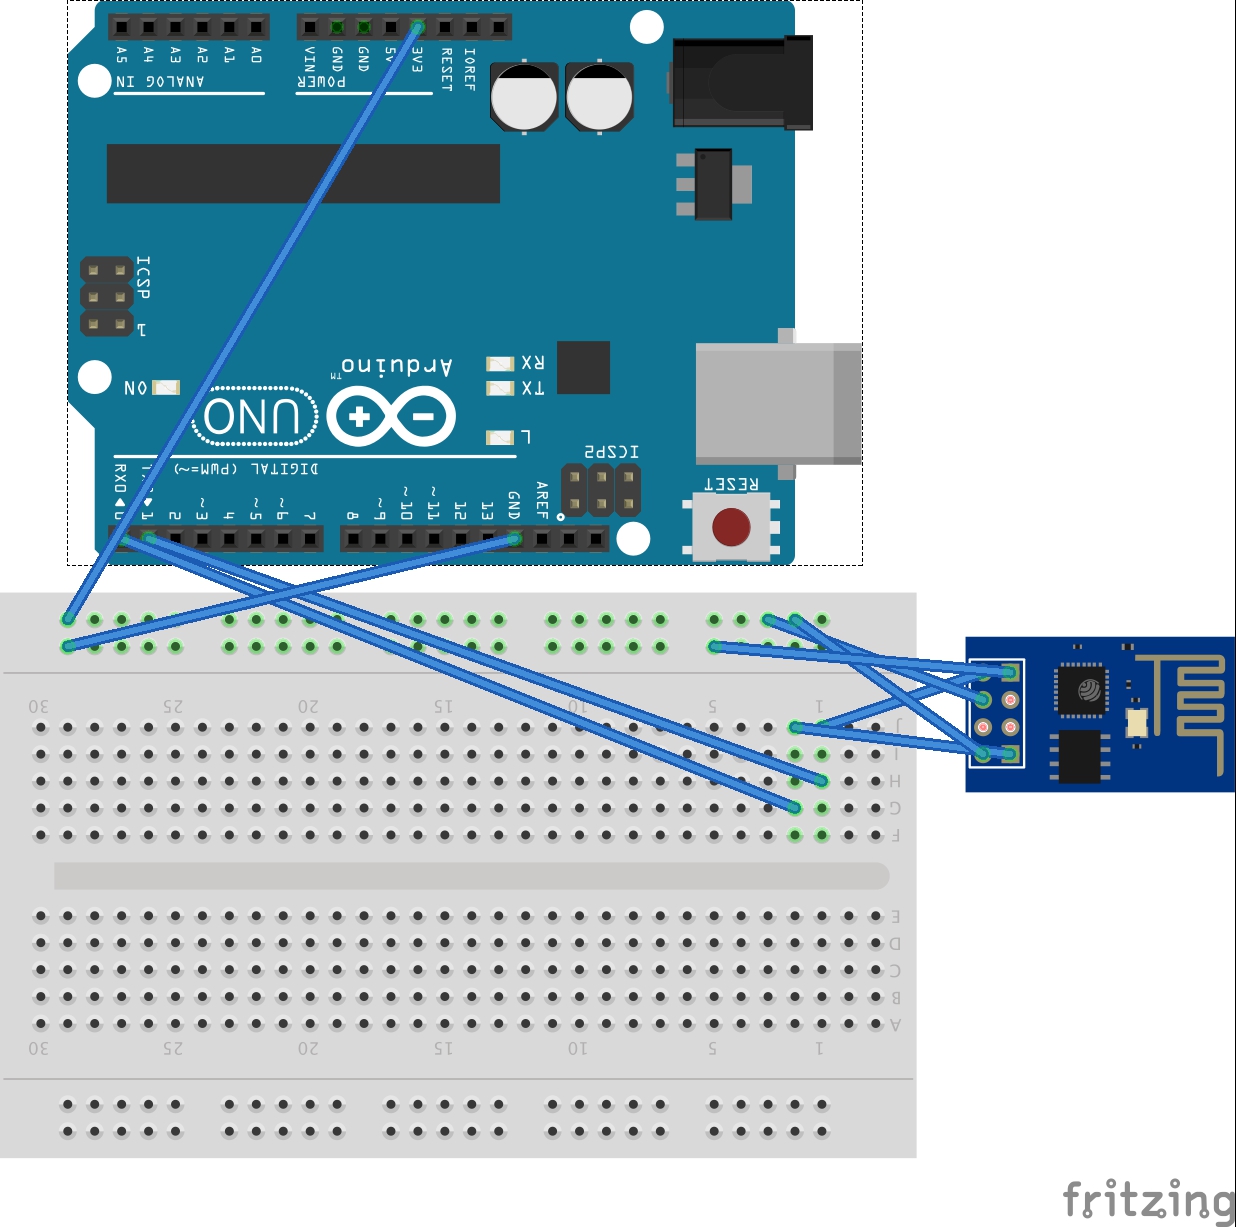 A5 A4 A3 A2 A1 A0
VIN GND GND 5V 3V3 RESET IOREF
ANALOG IN
POWER
ICSP
1
Arduino
TM
ON
UNO
RX
TX
L
ICSP2
DIGITAL (PWM=~)
RESET
RX0 0 1 2 ~3 4 ~5 ~6 7 8 ~9 ~10 ~11 12 13 GND AREF
30 25 20 15 10 5 1
J
I
H
G
F
E
D
C
B
A
30 25 20 15 10 5 1
fritzing